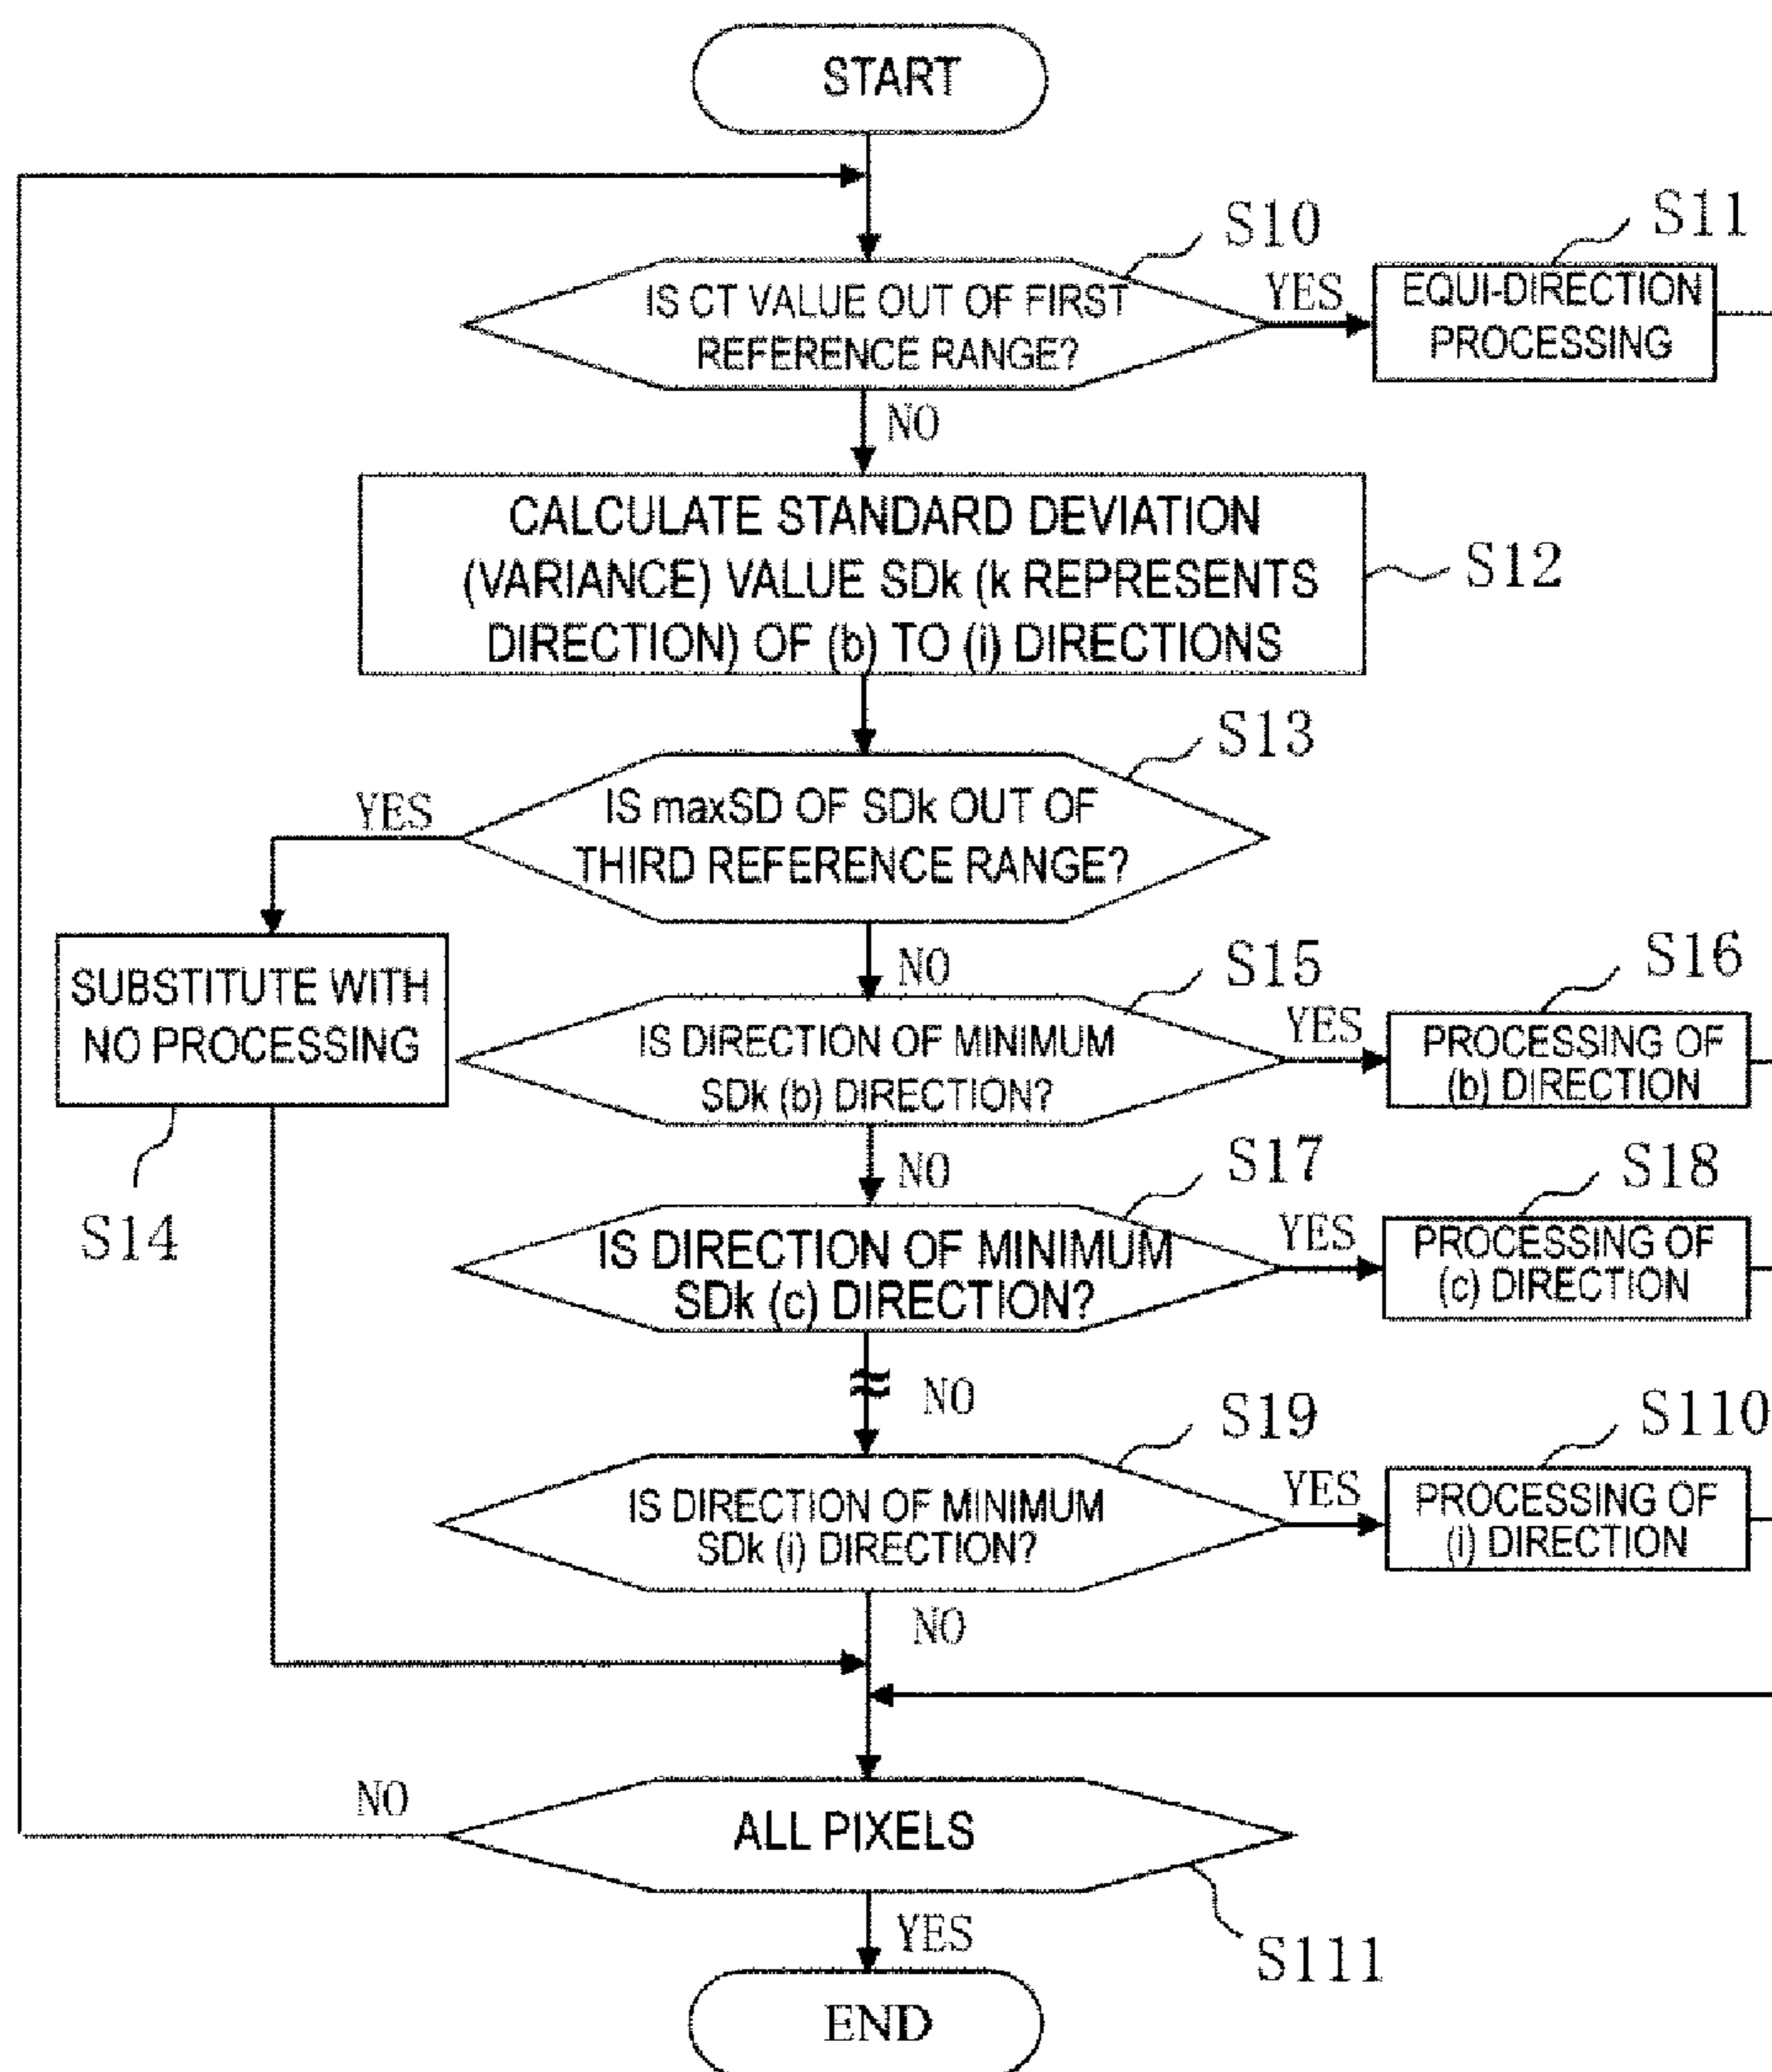 START
S10
S11
IS CT VALUE OUT OF FIRST
REFERENCE RANGE?
YES
EQUI-DIRECTION
PROCESSING
NO
CALCULATE STANDARD DEVIATION
(VARIANCE) VALUE SDk (k REPRESENTS
DIRECTION) OF (b) TO (i) DIRECTIONS
S12
S13
YES
IS maxSD OF SDk OUT OF
THIRD REFERENCE RANGE?
SUBSTITUTE WITH
NO PROCESSING
S14
NO
S15
S16
IS DIRECTION OF MINIMUM
SDk (b) DIRECTION?
YES
PROCESSING OF
(b) DIRECTION
NO
S17
S18
IS DIRECTION OF MINIMUM
SDk (c) DIRECTION?
YES
PROCESSING OF
(c) DIRECTION
NO
S19
S110
IS DIRECTION OF MINIMUM
SDk (i) DIRECTION?
YES
PROCESSING OF
(i) DIRECTION
NO
NO
ALL PIXELS
S111
YES
END